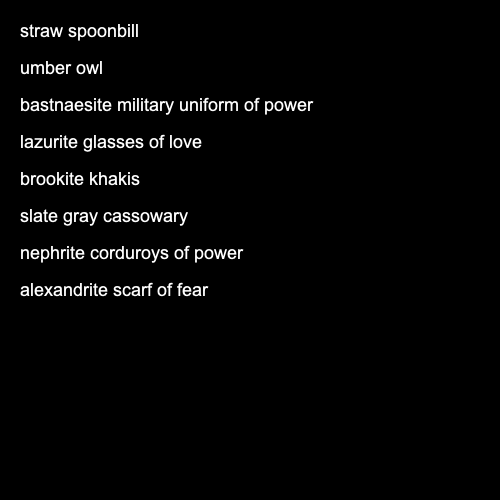 straw spoonbill
umber owl
bastnaesite military uniform of power
lazurite glasses of love
brookite khakis
slate gray cassowary
nephrite corduroys of power
alexandrite scarf of fear